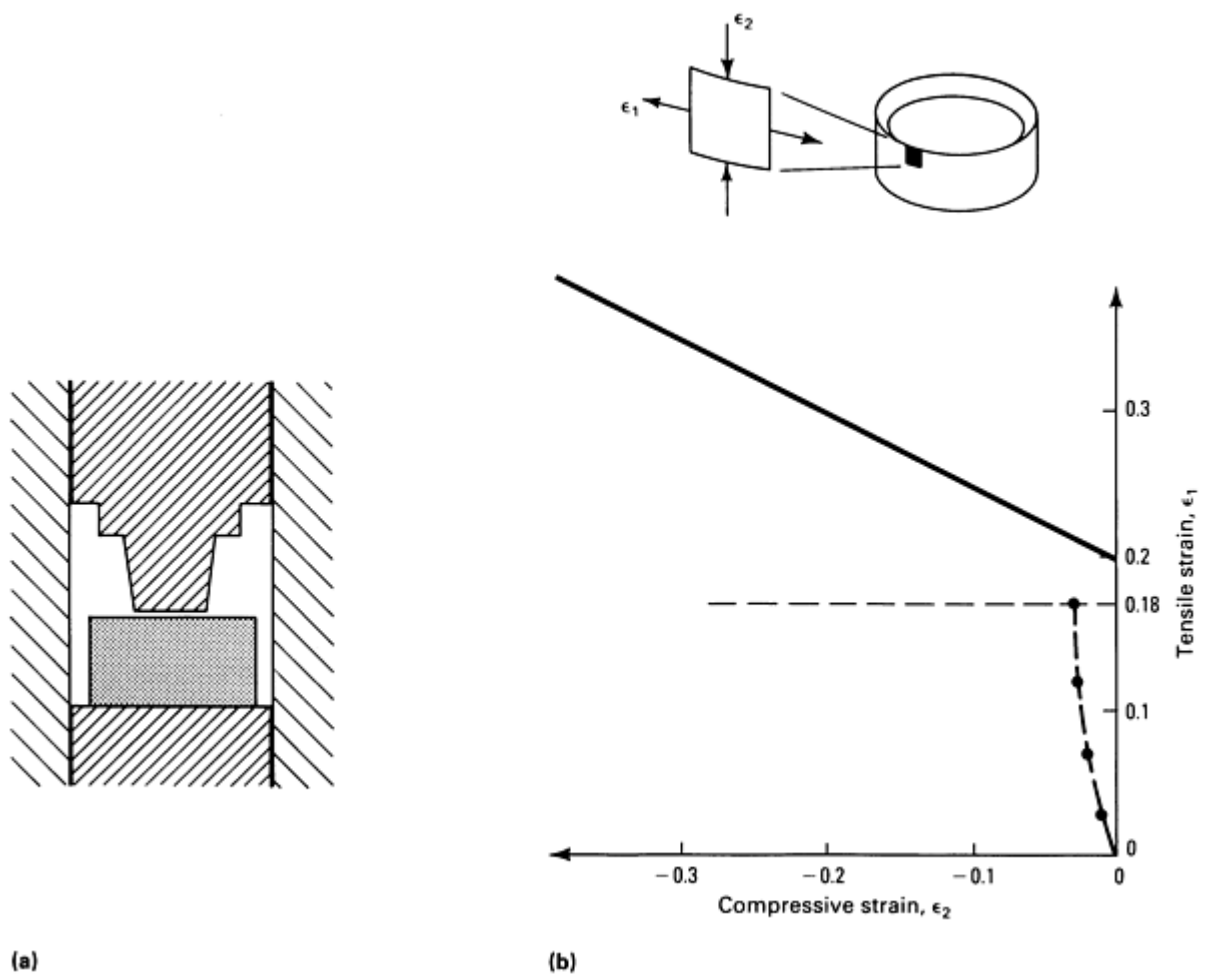 ϵ₂
ϵ₁
0.3
0.2
0.18
0.1
0
Tensile strain, ϵ₁
−0.3
−0.2
−0.1
0
Compressive strain, ϵ₂
(a)
(b)